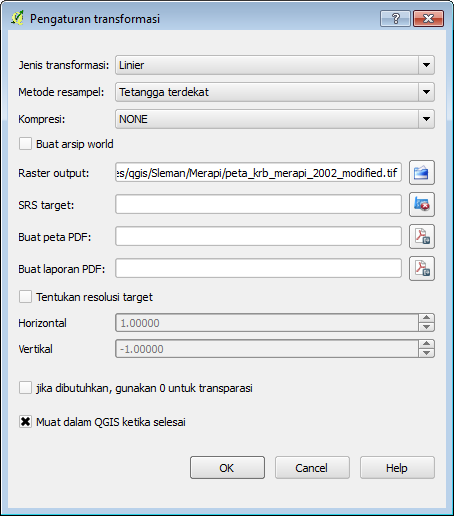 Pengaturan transformasi
Jenis transformasi: Linier
Metode resampel: Tetangga terdekat
Kompresi: NONE
Buat arsip world
Raster output: es/qgis/Sleman/Merapi/peta_krb_merapi_2002_modified.tif
SRS target:
Buat peta PDF:
Buat laporan PDF:
Tentukan resolusi target
Horizontal 1.00000
Vertikal -1.00000
jika dibutuhkan, gunakan 0 untuk transparasi
Muat dalam QGIS ketika selesai
OK Cancel Help